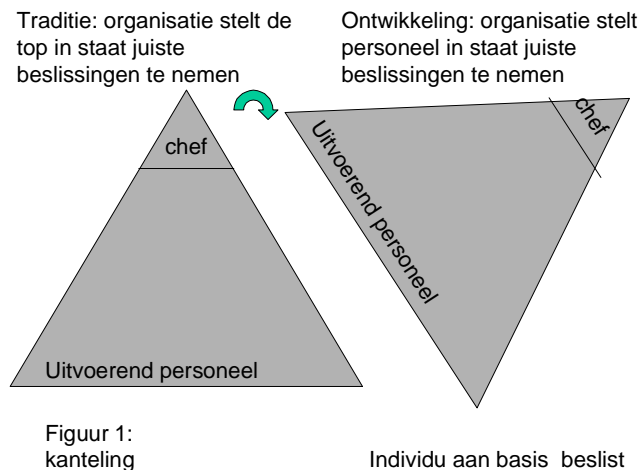 Traditie: organisatie stelt de
top in staat juiste
beslissingen te nemen
Ontwikkeling: organisatie stelt
personeel in staat juiste
beslissingen te nemen
chef
Uitvoerend personeel
chef
Uitvoerend personeel
Figuur 1:
kanteling
Individu aan basis  beslist